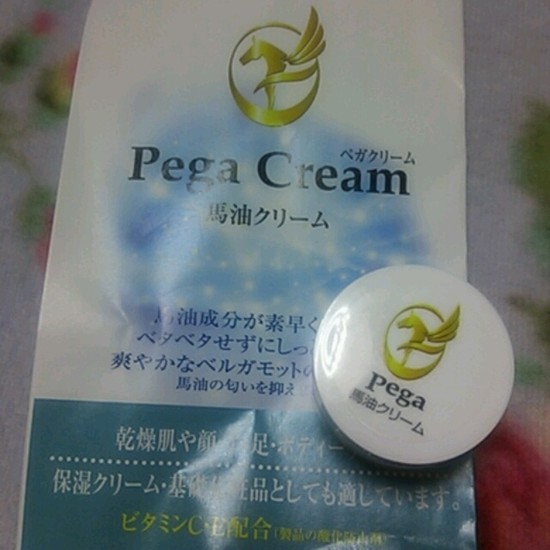 ペガクリーム
Pega Cream
馬油クリーム
馬油成分が素早く
ベタベタせずにしっ
爽やかなベルガモットの
馬油の匂いを抑え
乾燥肌や顔・足・ボディー
保湿クリーム・基礎化粧品としても適しています。
ビタミンC・E配合(製品の酸化防止剤)
Pega
馬油クリーム